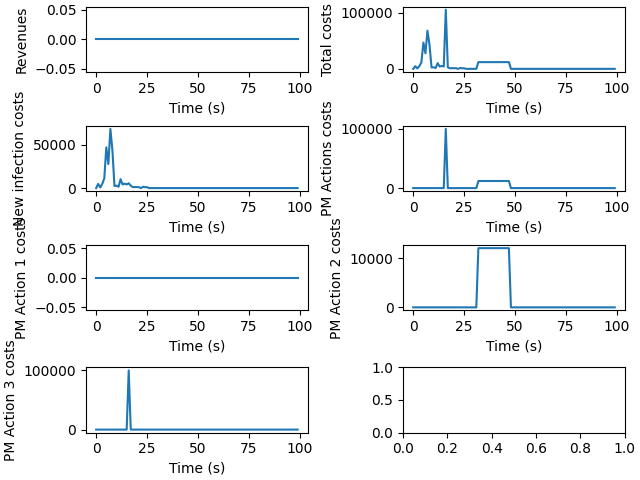 0.05
0.00
−0.05
Revenues
0 25 50 75 100
Time (s)
100000
0
Total costs
0 25 50 75 100
Time (s)
50000
0
New infection costs
0 25 50 75 100
Time (s)
100000
0
PM Actions costs
0 25 50 75 100
Time (s)
0.05
0.00
−0.05
PM Action 1 costs
0 25 50 75 100
Time (s)
10000
0
PM Action 2 costs
0 25 50 75 100
Time (s)
100000
0
PM Action 3 costs
0 25 50 75 100
Time (s)
1.0
0.5
0.0
0.0 0.2 0.4 0.6 0.8 1.0